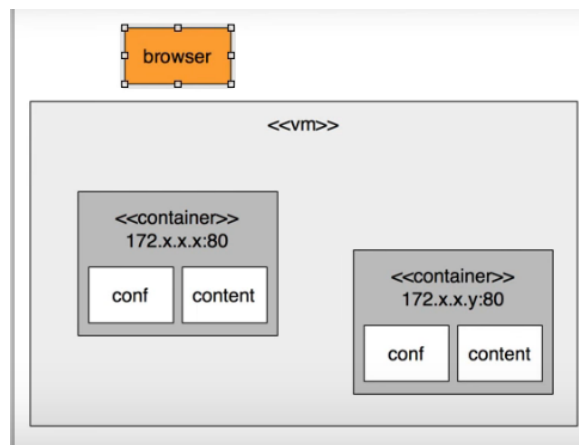 browser
<<vm>>
<<container>>
172.x.x.x:80
conf
content
<<container>>
172.x.x.y:80
conf
content